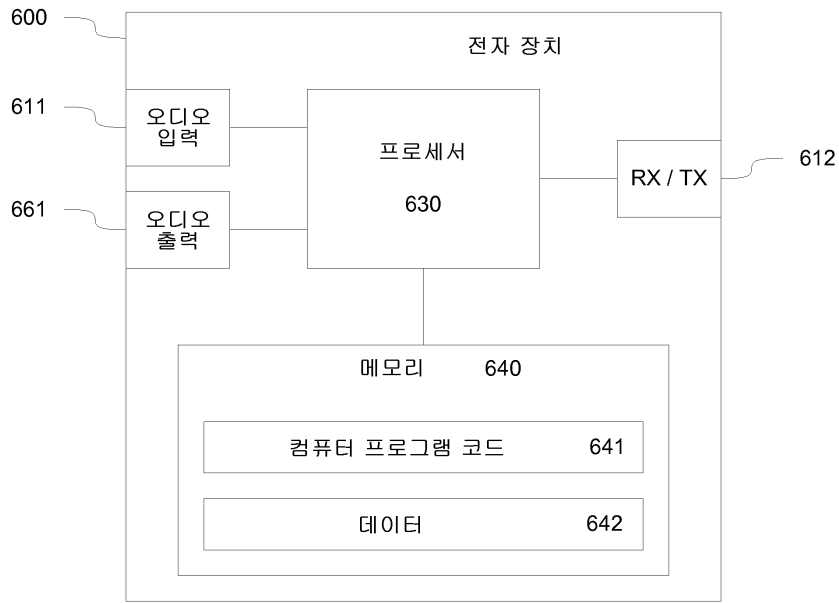 600
전자 장치
611
오디오
입력
프로세서
630
RX / TX
612
661
오디오
출력
메모리 640
컴퓨터 프로그램 코드 641
데이터 642